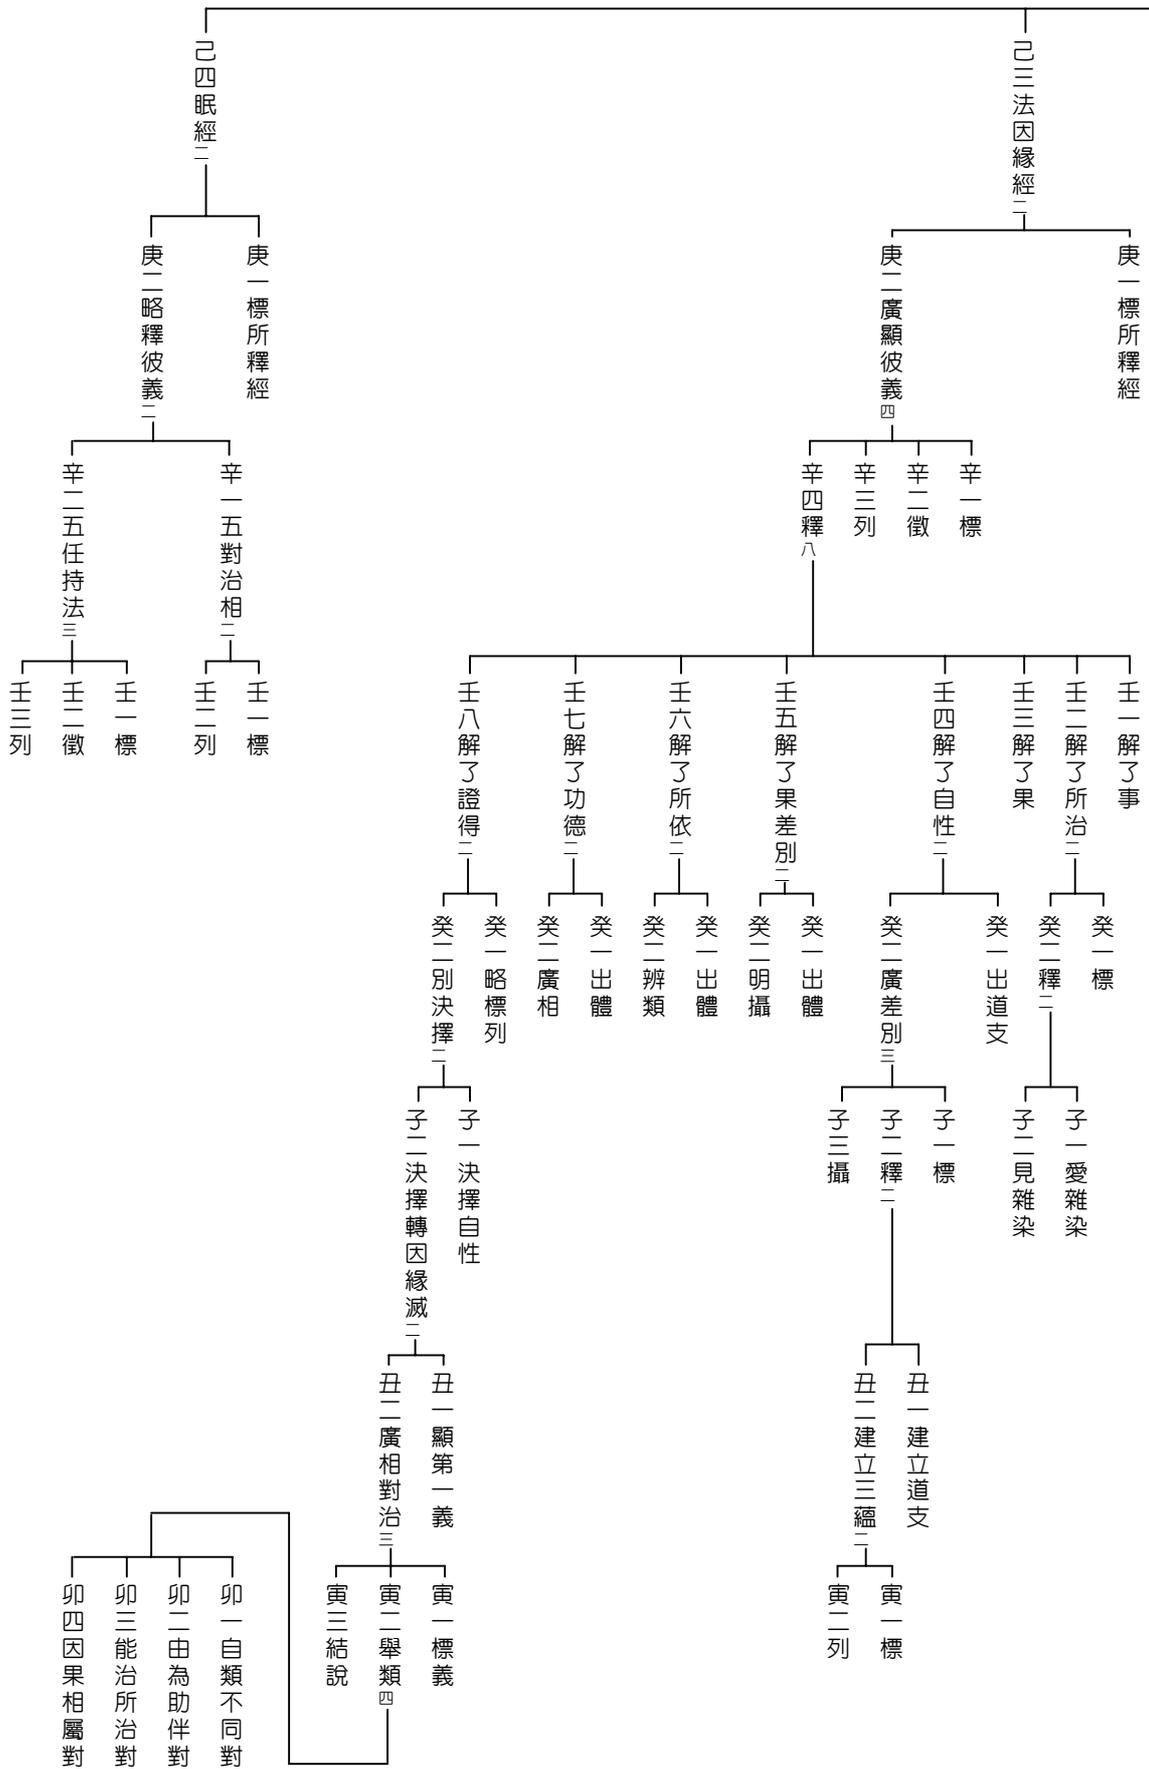 己三法因緣經二
庚一標所釋經
庚二廣顯彼義四
辛一標
辛二徵
辛三列
辛四釋八
壬一解了事
壬二解了所治二
癸一標
癸二釋二
子一愛雜染
子二見雜染
壬三解了果
壬四解了自性二
癸一出道支
癸二廣差別三
子一標
子二釋二
丑一建立道支
丑二建立三蘊二
寅一標
寅二列
子三攝
壬五解了果差別二
癸一出體
癸二明攝
壬六解了所依二
癸一出體
癸二辨類
壬七解了功德二
癸一出體
癸二廣相
壬八解了證得二
癸一略標列
癸二別決擇二
子一決擇自性
子二決擇轉因緣滅二
丑一顯第一義
丑二廣相對治三
寅一標義
寅二舉類四
卯一自類不同對
卯二由為助伴對
卯三能治所治對
卯四因果相屬對
寅三結說
己四眠經二
庚一標所釋經
庚二略釋彼義二
辛一五對治相二
壬一標
壬二列
辛二五任持法三
壬一標
壬二徵
壬三列